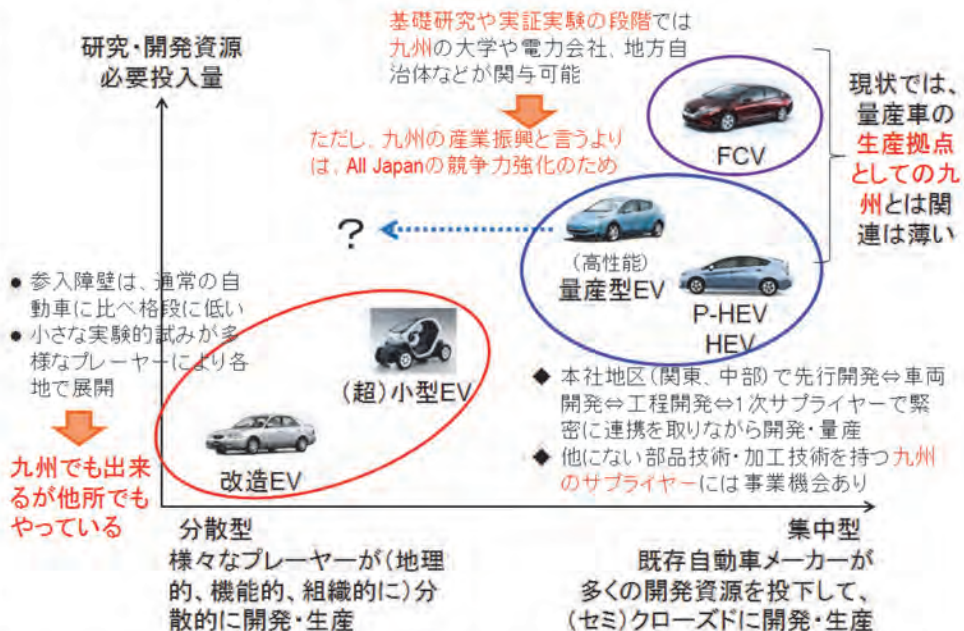 研究・開発資源
必要投入量
基礎研究や実証実験の段階では
九州の大学や電力会社、地方自
治体などが関与可能
ただし、九州の産業振興と言うより
は、All Japanの競争力強化のため
FCV
現状では、
量産車の
生産拠点
としての九
州とは関
連は薄い
?
(高性能)
量産型EV
P-HEV
HEV
● 参入障壁は、通常の自
動車に比べ格段に低い
● 小さな実験的試みが多
様なプレーヤーにより各
地で展開
(超)小型EV
改造EV
九州でも出来
るが他所でも
やっている
◆ 本社地区(関東、中部)で先行開発⇔車両
開発⇔工程開発⇔1次サプライヤーで緊
密に連携を取りながら開発・量産
◆ 他にない部品技術・加工技術を持つ九州
のサプライヤーには事業機会あり
分散型
様々なプレーヤーが(地理
的、機能的、組織的に)分
散的に開発・生産
集中型
既存自動車メーカーが
多くの開発資源を投下して、
(セミ)クローズドに開発・生産